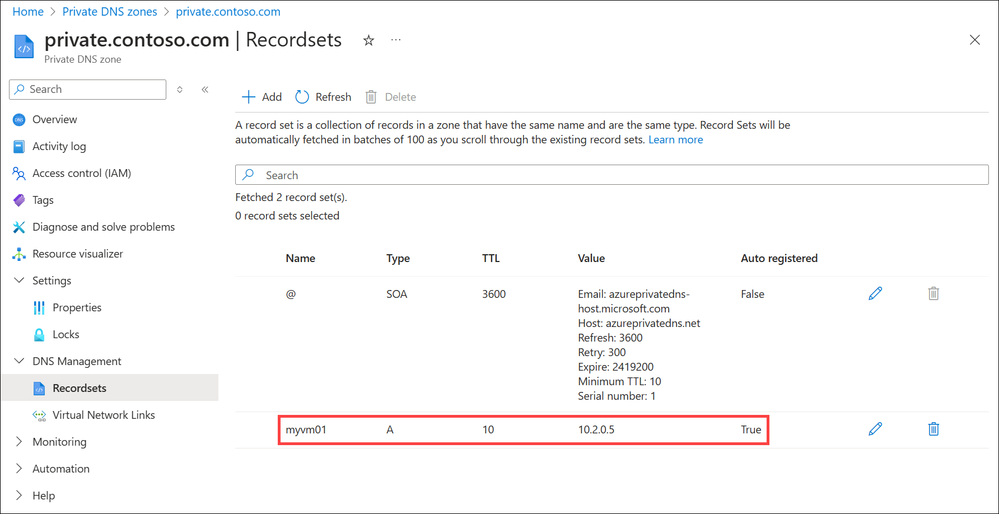 Home > Private DNS zones > private.contoso.com
private.contoso.com | Recordsets
Private DNS zone
Search
Overview
Activity log
Access control (IAM)
Tags
Diagnose and solve problems
Resource visualizer
Settings
Properties
Locks
DNS Management
Recordsets
Virtual Network Links
Monitoring
Automation
Help
Add Refresh Delete
A record set is a collection of records in a zone that have the same name and are the same type. Record Sets will be
automatically fetched in batches of 100 as you scroll through the existing record sets. Learn more
Search
Fetched 2 record set(s).
0 record sets selected
Name Type TTL Value Auto registered
@ SOA 3600 Email: azureprivatedns- False
host.microsoft.com
Host: azureprivatedns.net
Refresh: 3600
Retry: 300
Expire: 2419200
Minimum TTL: 10
Serial number: 1
myvm01 A 10 10.2.0.5 True